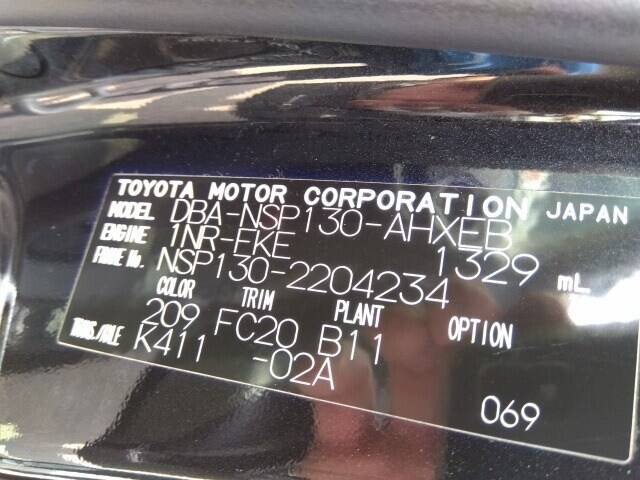 TOYOTA MOTOR CORPORATION JAPAN
MODEL DBA-NSP130-AHXEB
ENGINE 1NR-FKE 1329 mL
FRAME No. NSP130-2204234
COLOR TRIM PLANT OPTION
209 FC20 B11
TRANS./AXLE K411 -02A
069